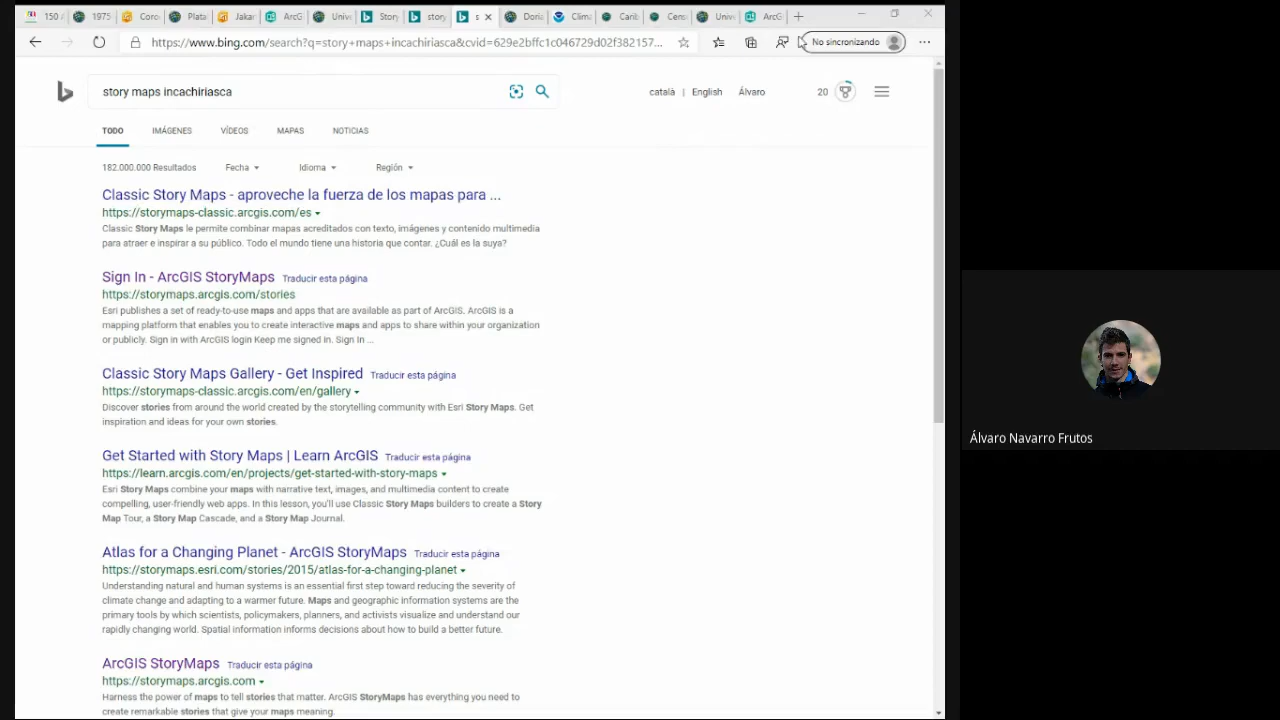 150 A
1975
Coro
Plata
Jakar
ArcG
Unive
Story
story
s
Doria
Clima
Carib
Cens
Unive
ArcG
https://www.bing.com/search?q=story+maps+incachiriasca&cvid=629e2bffc1c046729d02f382157...
No sincronizando
story maps incachiriasca
català | English Álvaro 20
TODO IMÁGENES VÍDEOS MAPAS NOTICIAS
182.000.000 Resultados Fecha Idioma Región
Classic Story Maps - aproveche la fuerza de los mapas para ...
https://storymaps-classic.arcgis.com/es
Classic Story Maps le permite combinar mapas acreditados con texto, imágenes y contenido multimedia
para atraer e inspirar a su público. Todo el mundo tiene una historia que contar. ¿Cuál es la suya?
Sign In - ArcGIS StoryMaps Traducir esta página
https://storymaps.arcgis.com/stories
Esri publishes a set of ready-to-use maps and apps that are available as part of ArcGIS. ArcGIS is a
mapping platform that enables you to create interactive maps and apps to share within your organization
or publicly. Sign in with ArcGIS login Keep me signed in. Sign In ...
Classic Story Maps Gallery - Get Inspired Traducir esta página
https://storymaps-classic.arcgis.com/en/gallery
Discover stories from around the world created by the storytelling community with Esri Story Maps. Get
inspiration and ideas for your own stories.
Get Started with Story Maps | Learn ArcGIS Traducir esta página
https://learn.arcgis.com/en/projects/get-started-with-story-maps
Esri Story Maps combine your maps with narrative text, images, and multimedia content to create
compelling, user-friendly web apps. In this lesson, you'll use Classic Story Maps builders to create a Story
Map Tour, a Story Map Cascade, and a Story Map Journal.
Atlas for a Changing Planet - ArcGIS StoryMaps Traducir esta página
https://storymaps.esri.com/stories/2015/atlas-for-a-changing-planet
Understanding natural and human systems is an essential first step toward reducing the severity of
climate change and adapting to a warmer future. Maps and geographic information systems are the
primary tools by which scientists, policymakers, planners, and activists visualize and understand our
rapidly changing world. Spatial information informs decisions about how to build a better future.
ArcGIS StoryMaps Traducir esta página
https://storymaps.arcgis.com
Harness the power of maps to tell stories that matter. ArcGIS StoryMaps has everything you need to
create remarkable stories that give your maps meaning.
Álvaro Navarro Frutos